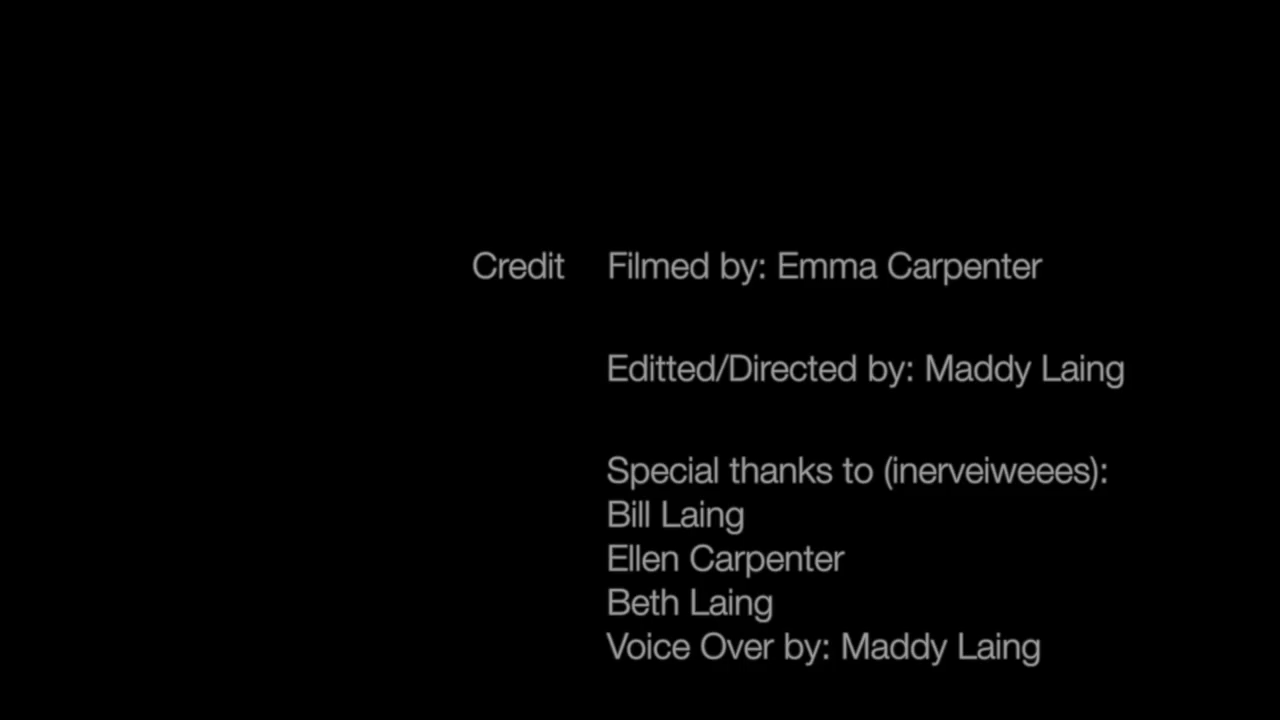 Credit Filmed by: Emma Carpenter
Editted/Directed by: Maddy Laing
Special thanks to (inerveiweees):
Bill Laing
Ellen Carpenter
Beth Laing
Voice Over by: Maddy Laing